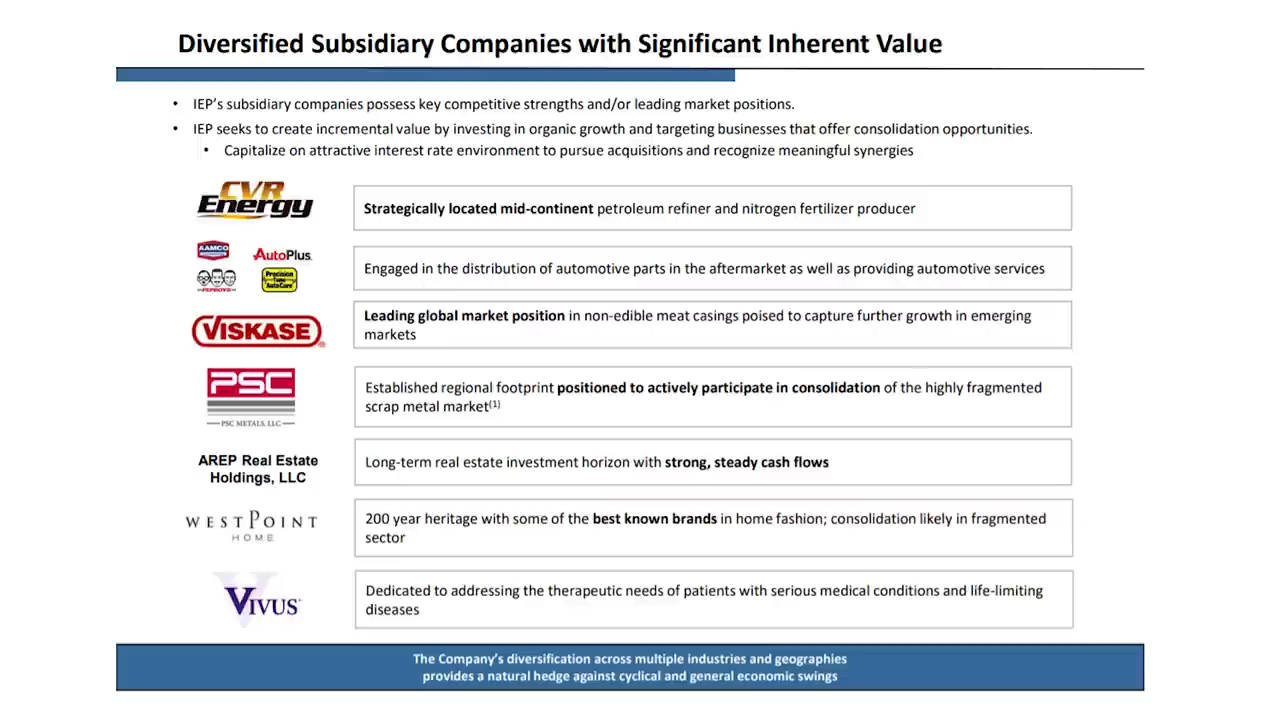 Diversified Subsidiary Companies with Significant Inherent Value
• IEP’s subsidiary companies possess key competitive strengths and/or leading market positions.
• IEP seeks to create incremental value by investing in organic growth and targeting businesses that offer consolidation opportunities.
• Capitalize on attractive interest rate environment to pursue acquisitions and recognize meaningful synergies
CVR
Energy
Strategically located mid-continent petroleum refiner and nitrogen fertilizer producer
AAMCO
AutoPlus
PEPBOYS
Precision
Tune
AutoCare
Engaged in the distribution of automotive parts in the aftermarket as well as providing automotive services
VISKASE®
Leading global market position in non-edible meat casings poised to capture further growth in emerging
markets
PSC
PSC METALS, LLC
Established regional footprint positioned to actively participate in consolidation of the highly fragmented
scrap metal market(1)
AREP Real Estate
Holdings, LLC
Long-term real estate investment horizon with strong, steady cash flows
WESTPOINT
HOME
200 year heritage with some of the best known brands in home fashion; consolidation likely in fragmented
sector
VIVUS
Dedicated to addressing the therapeutic needs of patients with serious medical conditions and life-limiting
diseases
The Company’s diversification across multiple industries and geographies
provides a natural hedge against cyclical and general economic swings